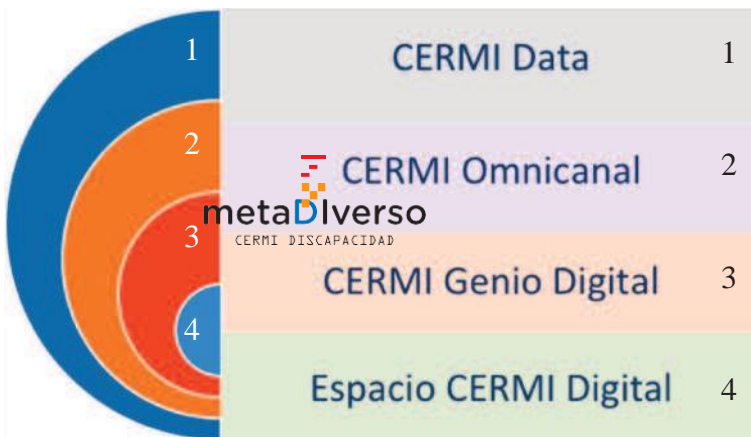 1 CERMI Data 1
2 CERMI Omnicanal 2
metaDIverso
CERMI DISCAPACIDAD
3 CERMI Genio Digital 3
4 Espacio CERMI Digital 4